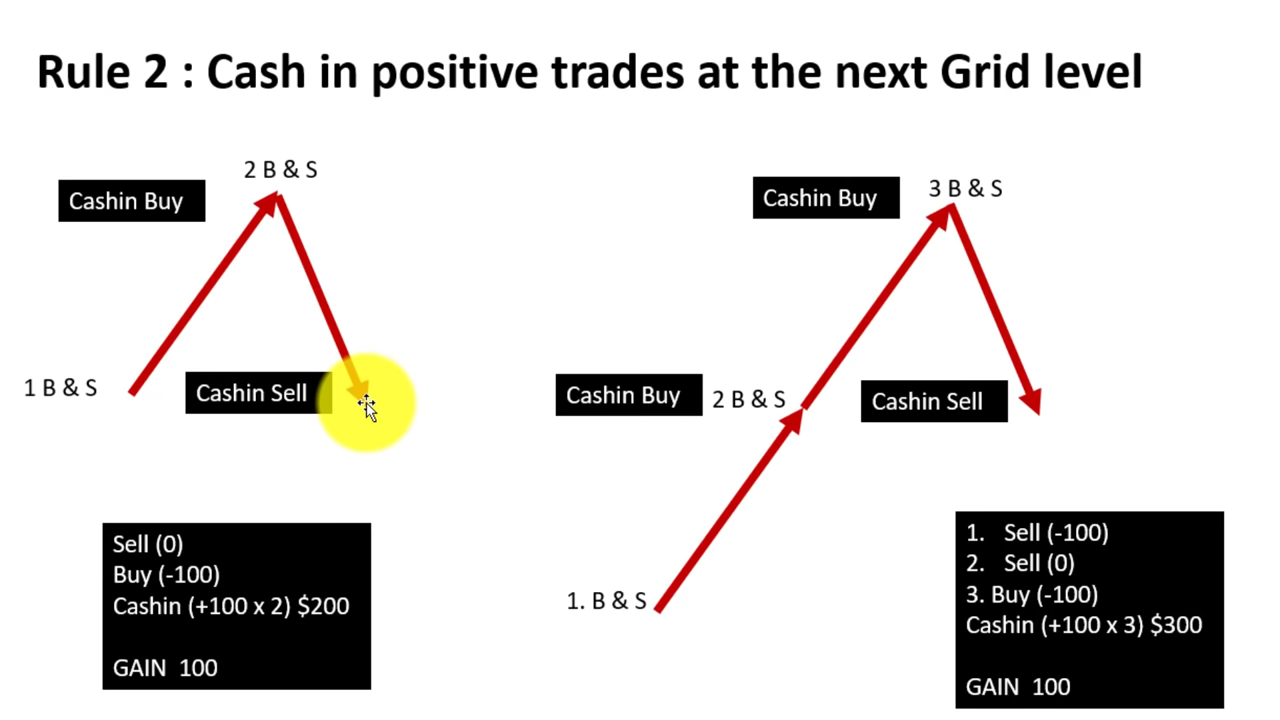 Rule 2 : Cash in positive trades at the next Grid level
2 B & S
Cashin Buy
1 B & S
Cashin Sell
Sell (0)
Buy (-100)
Cashin (+100 x 2) $200
GAIN 100
3 B & S
Cashin Buy
Cashin Buy
2 B & S
Cashin Sell
1. B & S
1. Sell (-100)
2. Sell (0)
3. Buy (-100)
Cashin (+100 x 3) $300
GAIN 100